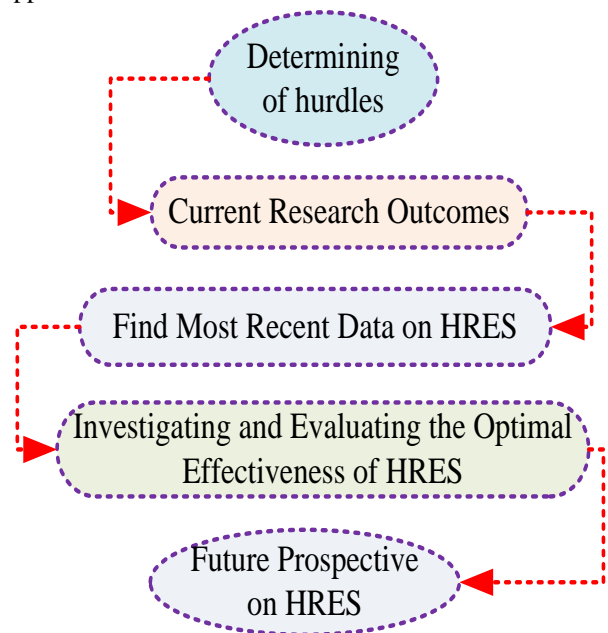 Determining
of hurdles
Current Research Outcomes
Find Most Recent Data on HRES
Investigating and Evaluating the Optimal
Effectiveness of HRES
Future Prospective
on HRES